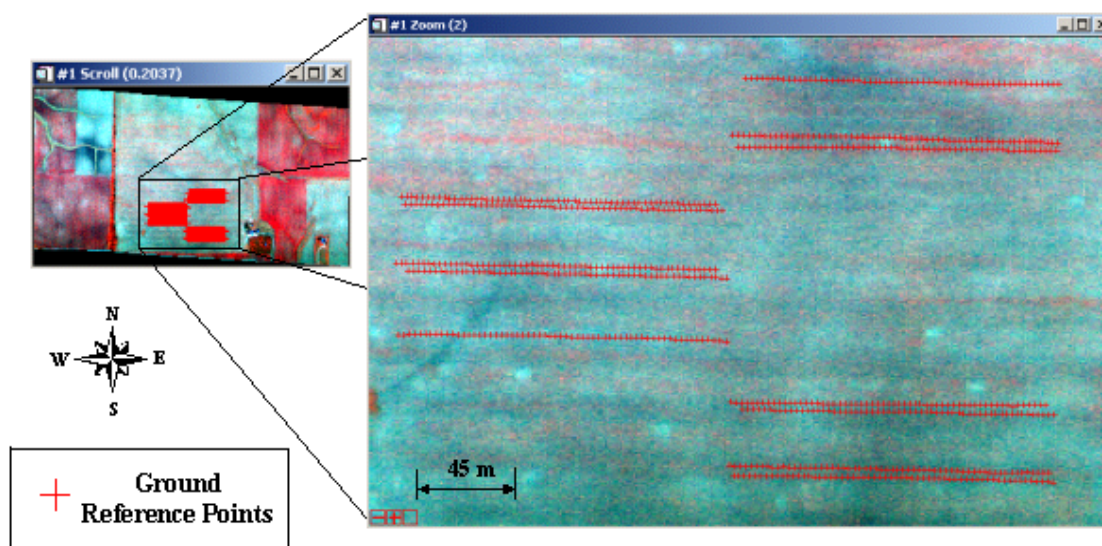 #1 Scroll (0.2037)
#1 Zoom (2)
N
W
E
S
45 m
Ground
Reference Points